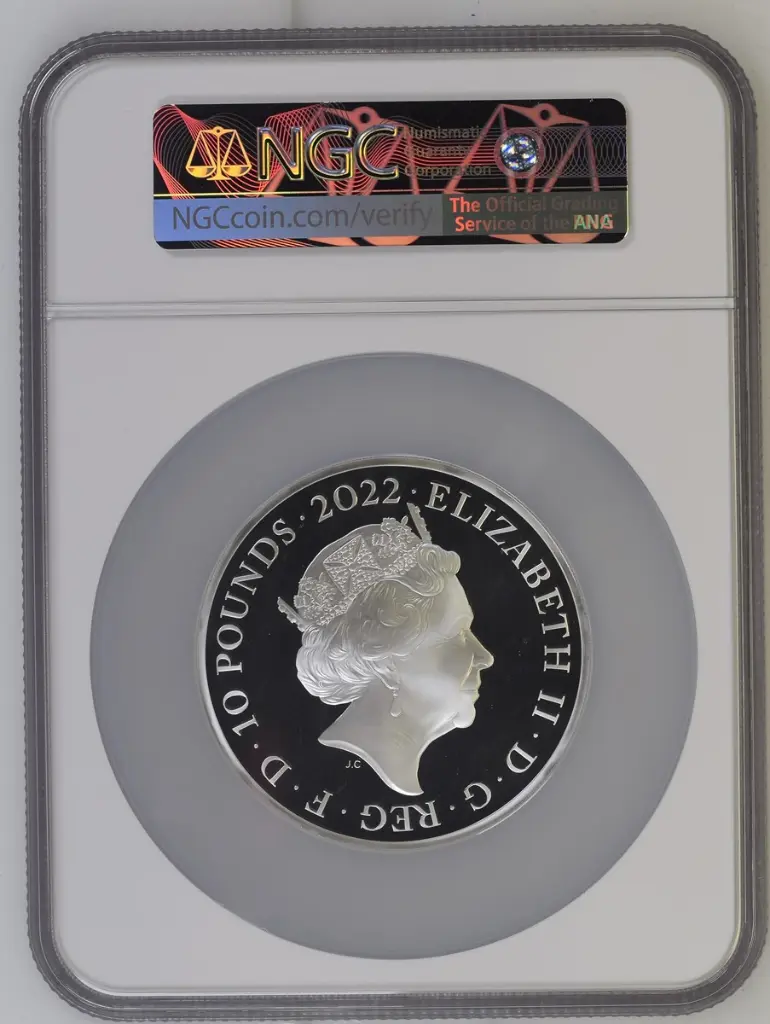 NGC
Numismatic
Guaranty
Corporation
NGCcoin.com/verify
The Official Grading
Service of the ANA
ANG
· 2022 · ELIZABETH II · D · G · REG · F · D · 10 POUNDS
J.C